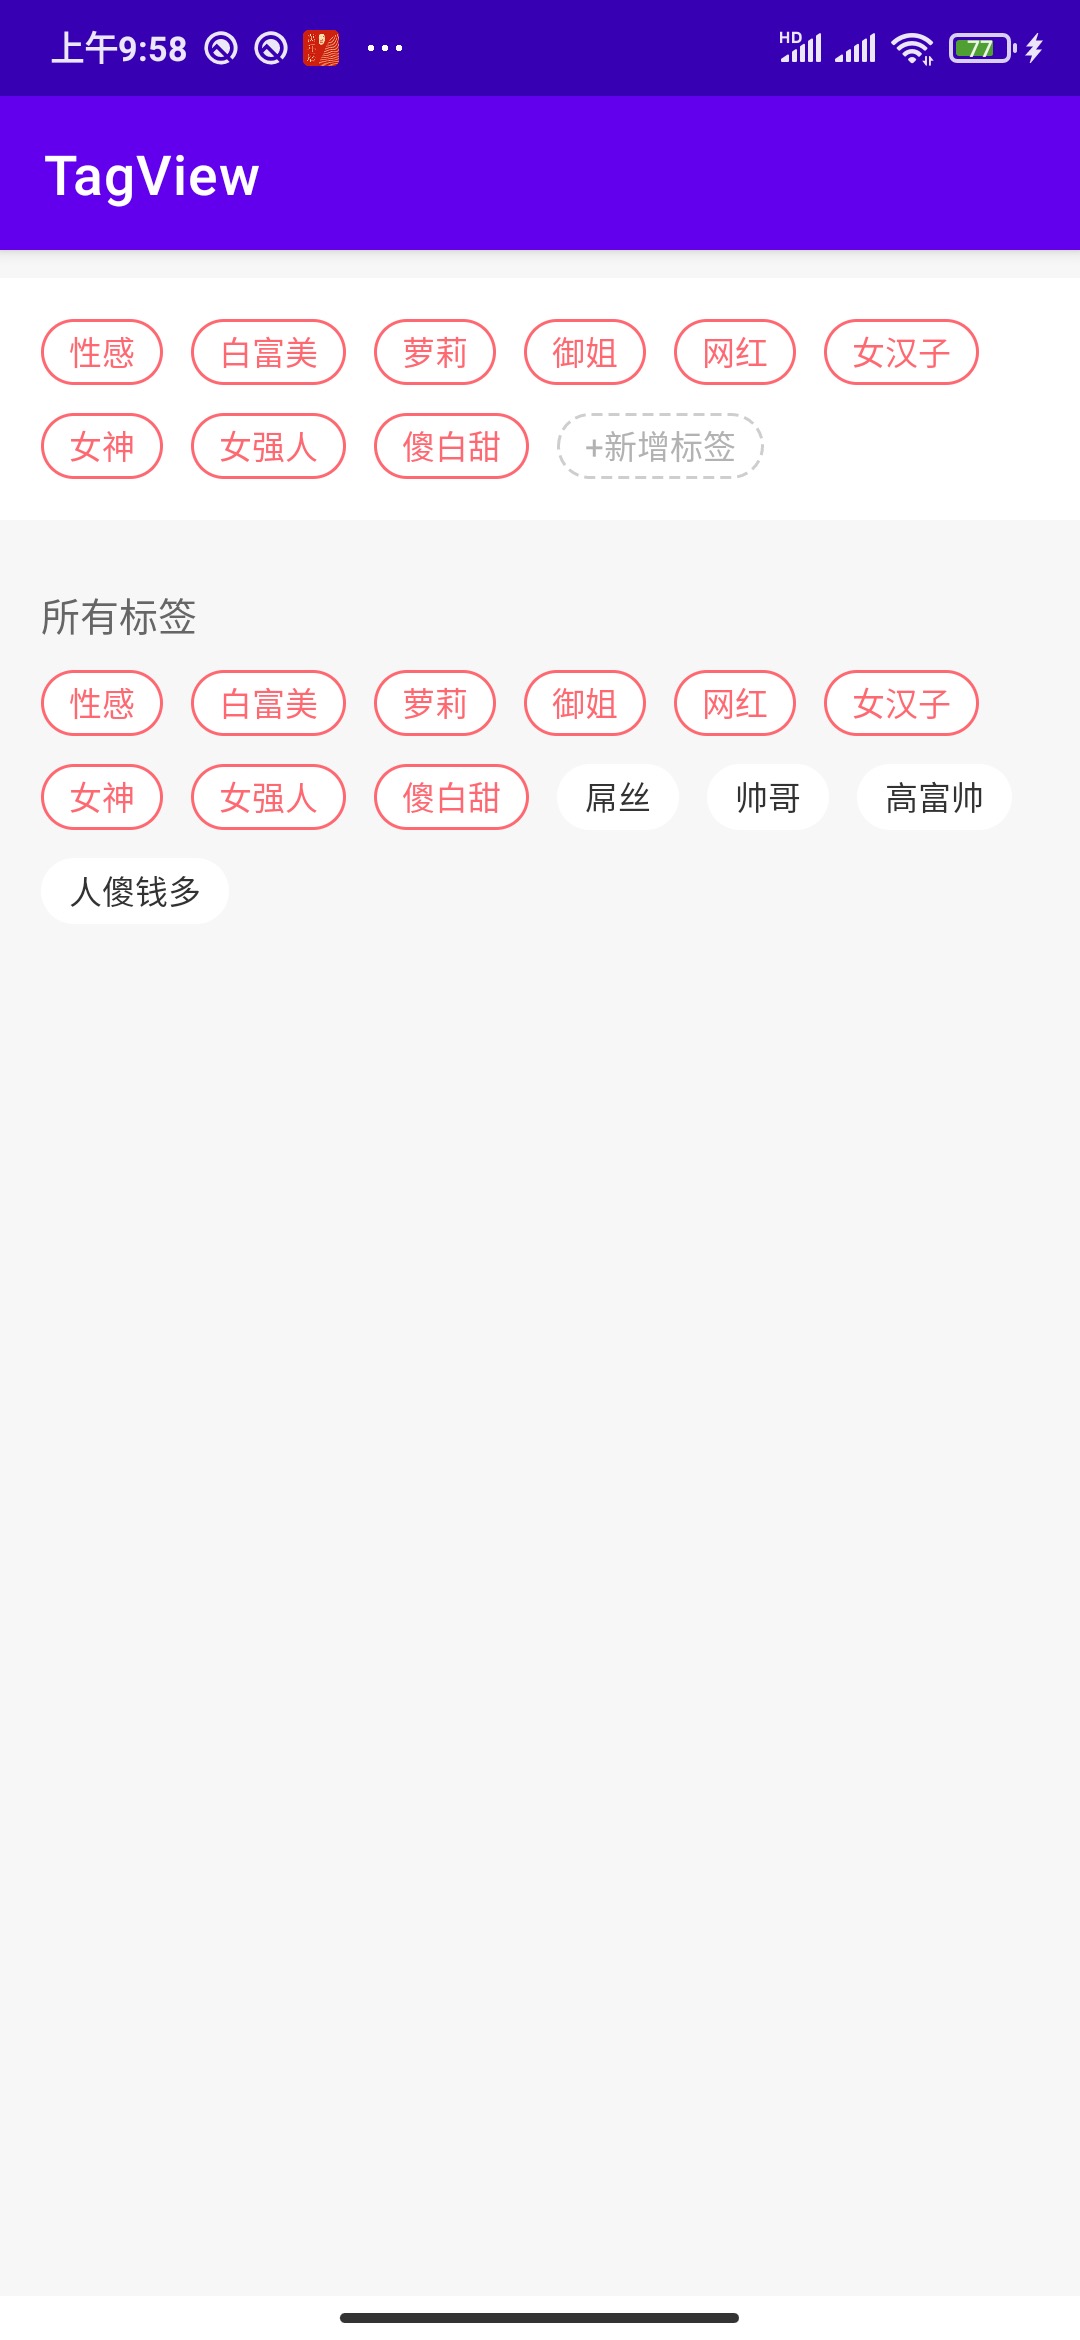 上午9:58 HD 77
TagView
性感 白富美 萝莉 御姐 网红 女汉子
女神 女强人 傻白甜 +新增标签
所有标签
性感 白富美 萝莉 御姐 网红 女汉子
女神 女强人 傻白甜 屌丝 帅哥 高富帅
人傻钱多